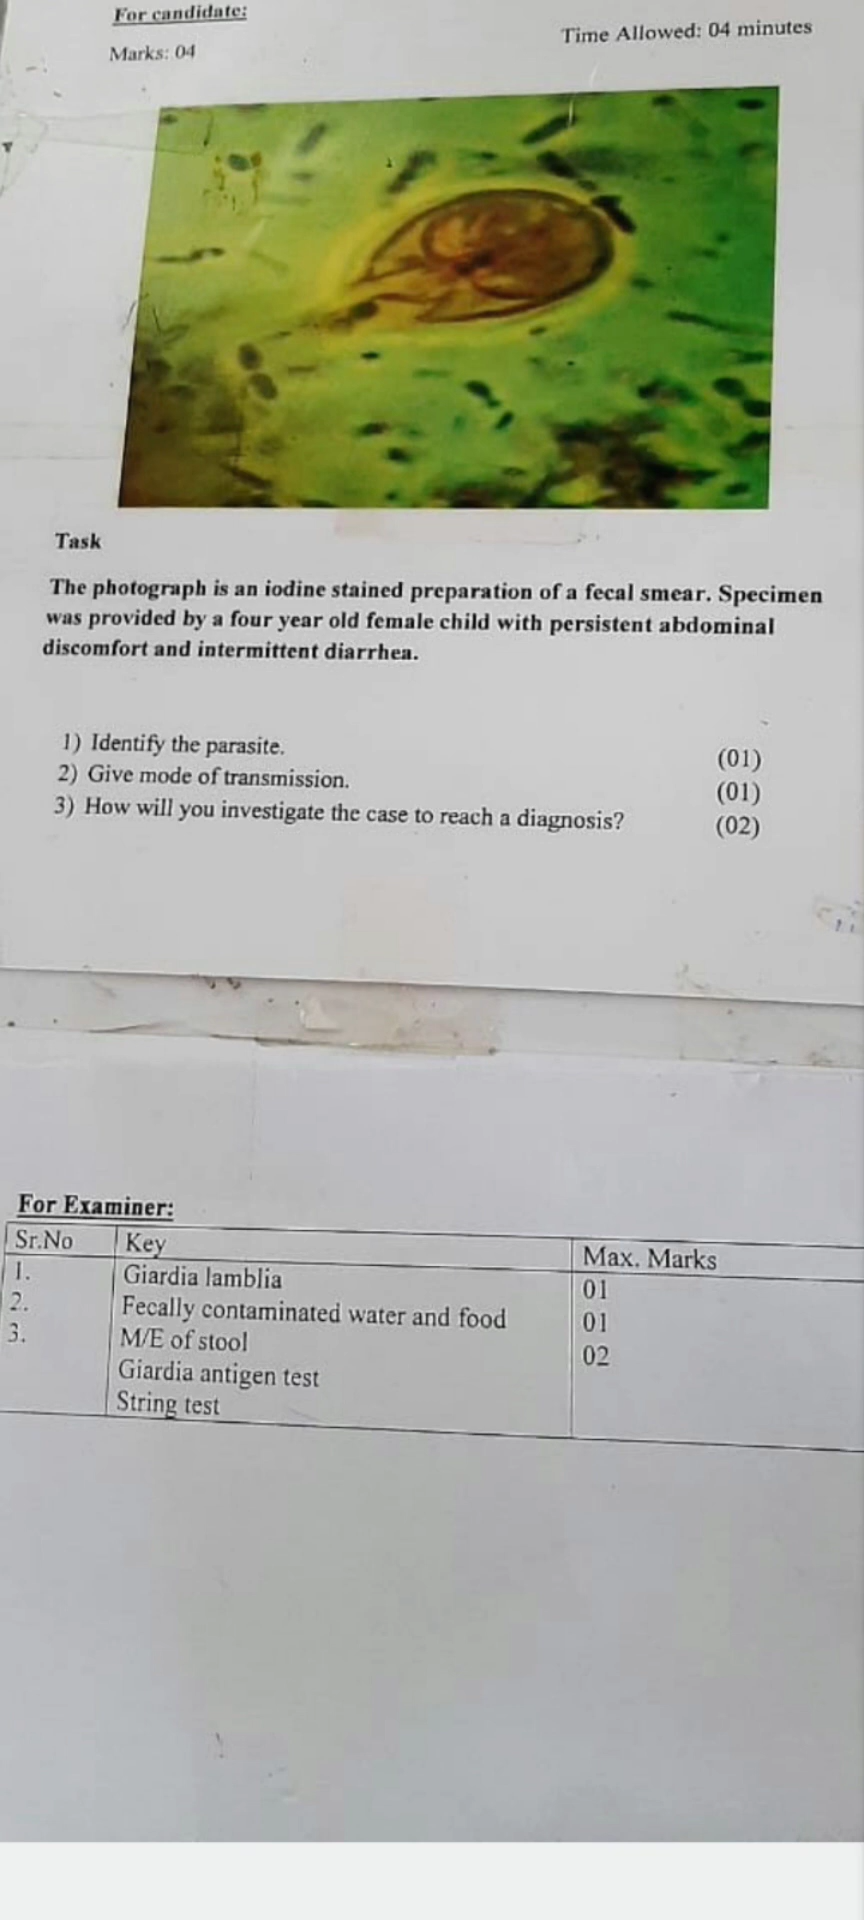 For candidate:
Marks: 04
Time Allowed: 04 minutes
Task
The photograph is an iodine stained preparation of a fecal smear. Specimen
was provided by a four year old female child with persistent abdominal
discomfort and intermittent diarrhea.
1) Identify the parasite. (01)
2) Give mode of transmission. (01)
3) How will you investigate the case to reach a diagnosis? (02)
For Examiner:
Sr.No Key Max. Marks
1. Giardia lamblia 01
2. Fecally contaminated water and food 01
3. M/E of stool 02
Giardia antigen test
String test